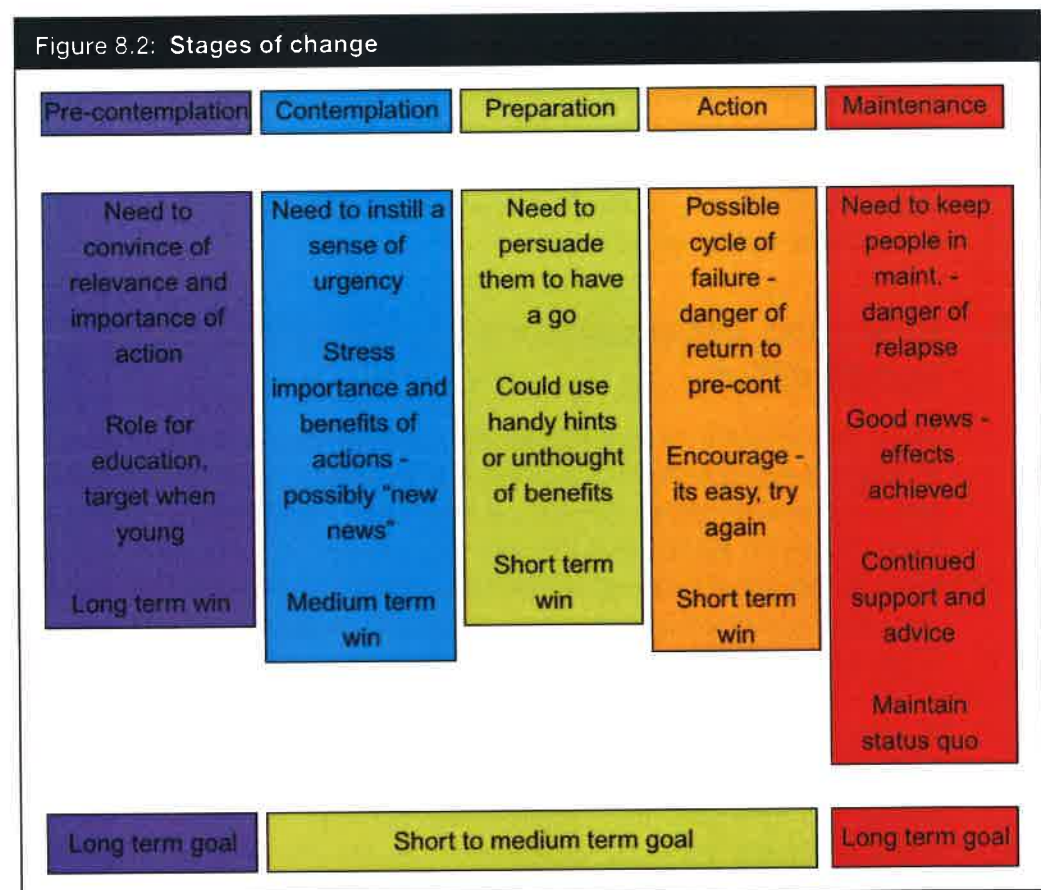 Figure 8.2: Stages of change
Pre-contemplation
Contemplation
Preparation
Action
Maintenance
Need to
convince of
relevance and
importance of
action
Role for
education,
target when
young
Long term win
Need to instill a
sense of
urgency
Stress
importance and
benefits of
actions -
possibly "new
news"
Medium term
win
Need to
persuade
them to have
a go
Could use
handy hints
or unthought
of benefits
Short term
win
Possible
cycle of
failure -
danger of
return to
pre-cont
Encourage -
its easy, try
again
Short term
win
Need to keep
people in
maint. -
danger of
relapse
Good news -
effects
achieved
Continued
support and
advice
Maintain
status quo
Long term goal
Short to medium term goal
Long term goal